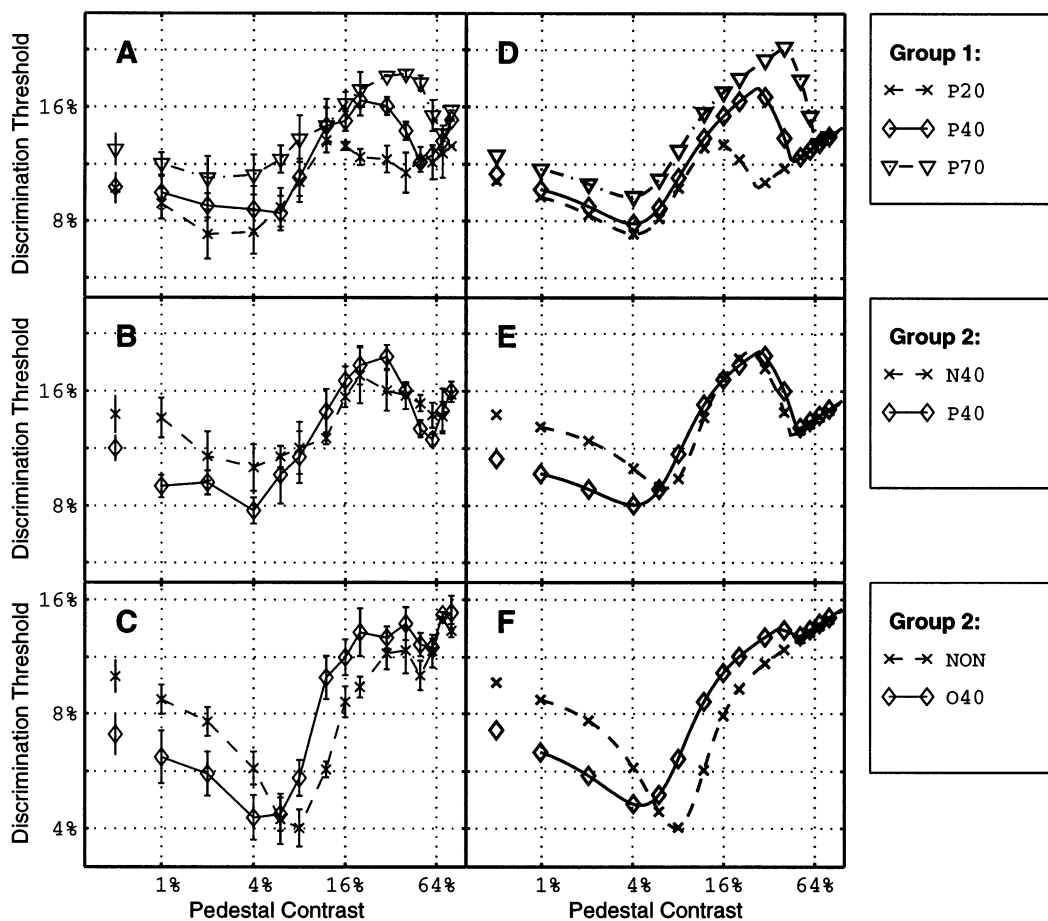 A
D
Discrimination Threshold
16%
8%
Group 1:
P20
P40
P70
B
E
Discrimination Threshold
16%
8%
Group 2:
N40
P40
C
F
Discrimination Threshold
16%
8%
4%
Group 2:
NON
O40
1% 4% 16% 64%
1% 4% 16% 64%
Pedestal Contrast
Pedestal Contrast